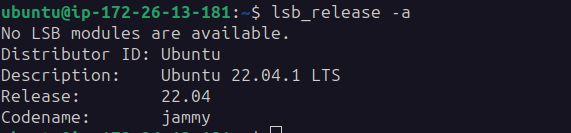 ubuntu@ip-172-26-13-181:~$ lsb_release -a
No LSB modules are available.
Distributor ID: Ubuntu
Description:    Ubuntu 22.04.1 LTS
Release:        22.04
Codename:       jammy